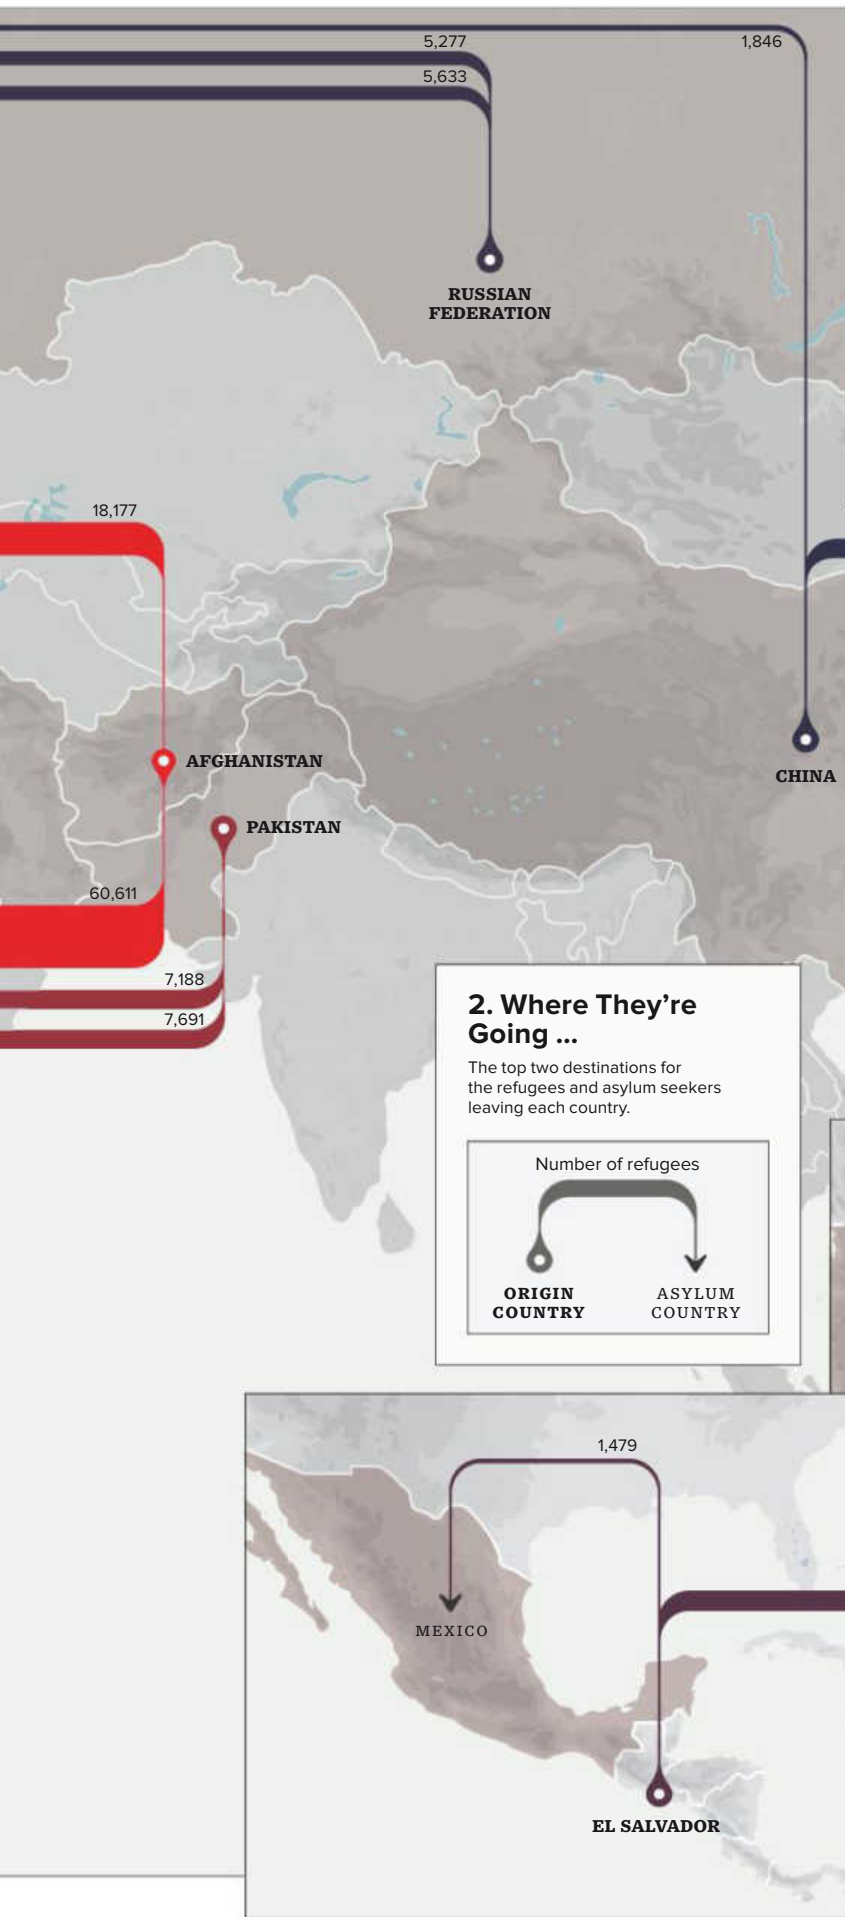 5,277
1,846
5,633
RUSSIAN
FEDERATION
18,177
AFGHANISTAN
CHINA
PAKISTAN
60,611
7,188
7,691
2. Where They’re
Going ...
The top two destinations for
the refugees and asylum seekers
leaving each country.
Number of refugees
ORIGIN
COUNTRY
ASYLUM
COUNTRY
1,479
MEXICO
EL SALVADOR